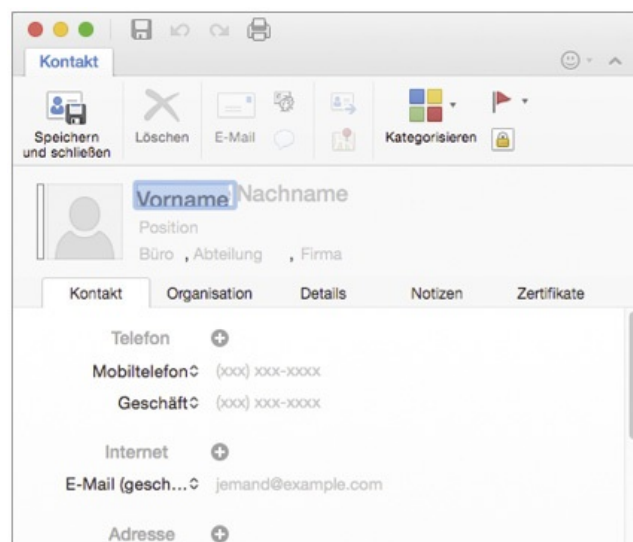 Kontakt
Speichern und schließen
Löschen
E-Mail
Kategorisieren
Vorname Nachname
Position
Büro , Abteilung , Firma
Kontakt Organisation Details Notizen Zertifikate
Telefon
Mobiltelefon (xxx) xxx-xxxx
Geschäft (xxx) xxx-xxxx
Internet
E-Mail (gesch... jemand@example.com
Adresse